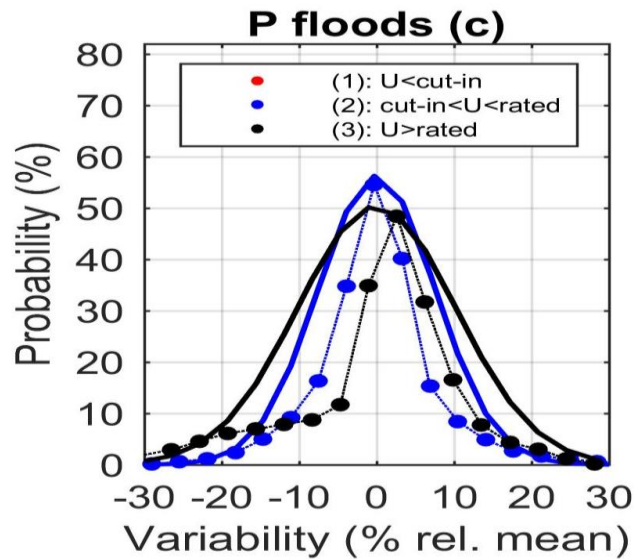 P floods (c)
80
70
60
50
40
30
20
10
0
Probability (%)
(1): U<cut-in
(2): cut-in<U<rated
(3): U>rated
-30 -20 -10 0 10 20 30
Variability (% rel. mean)